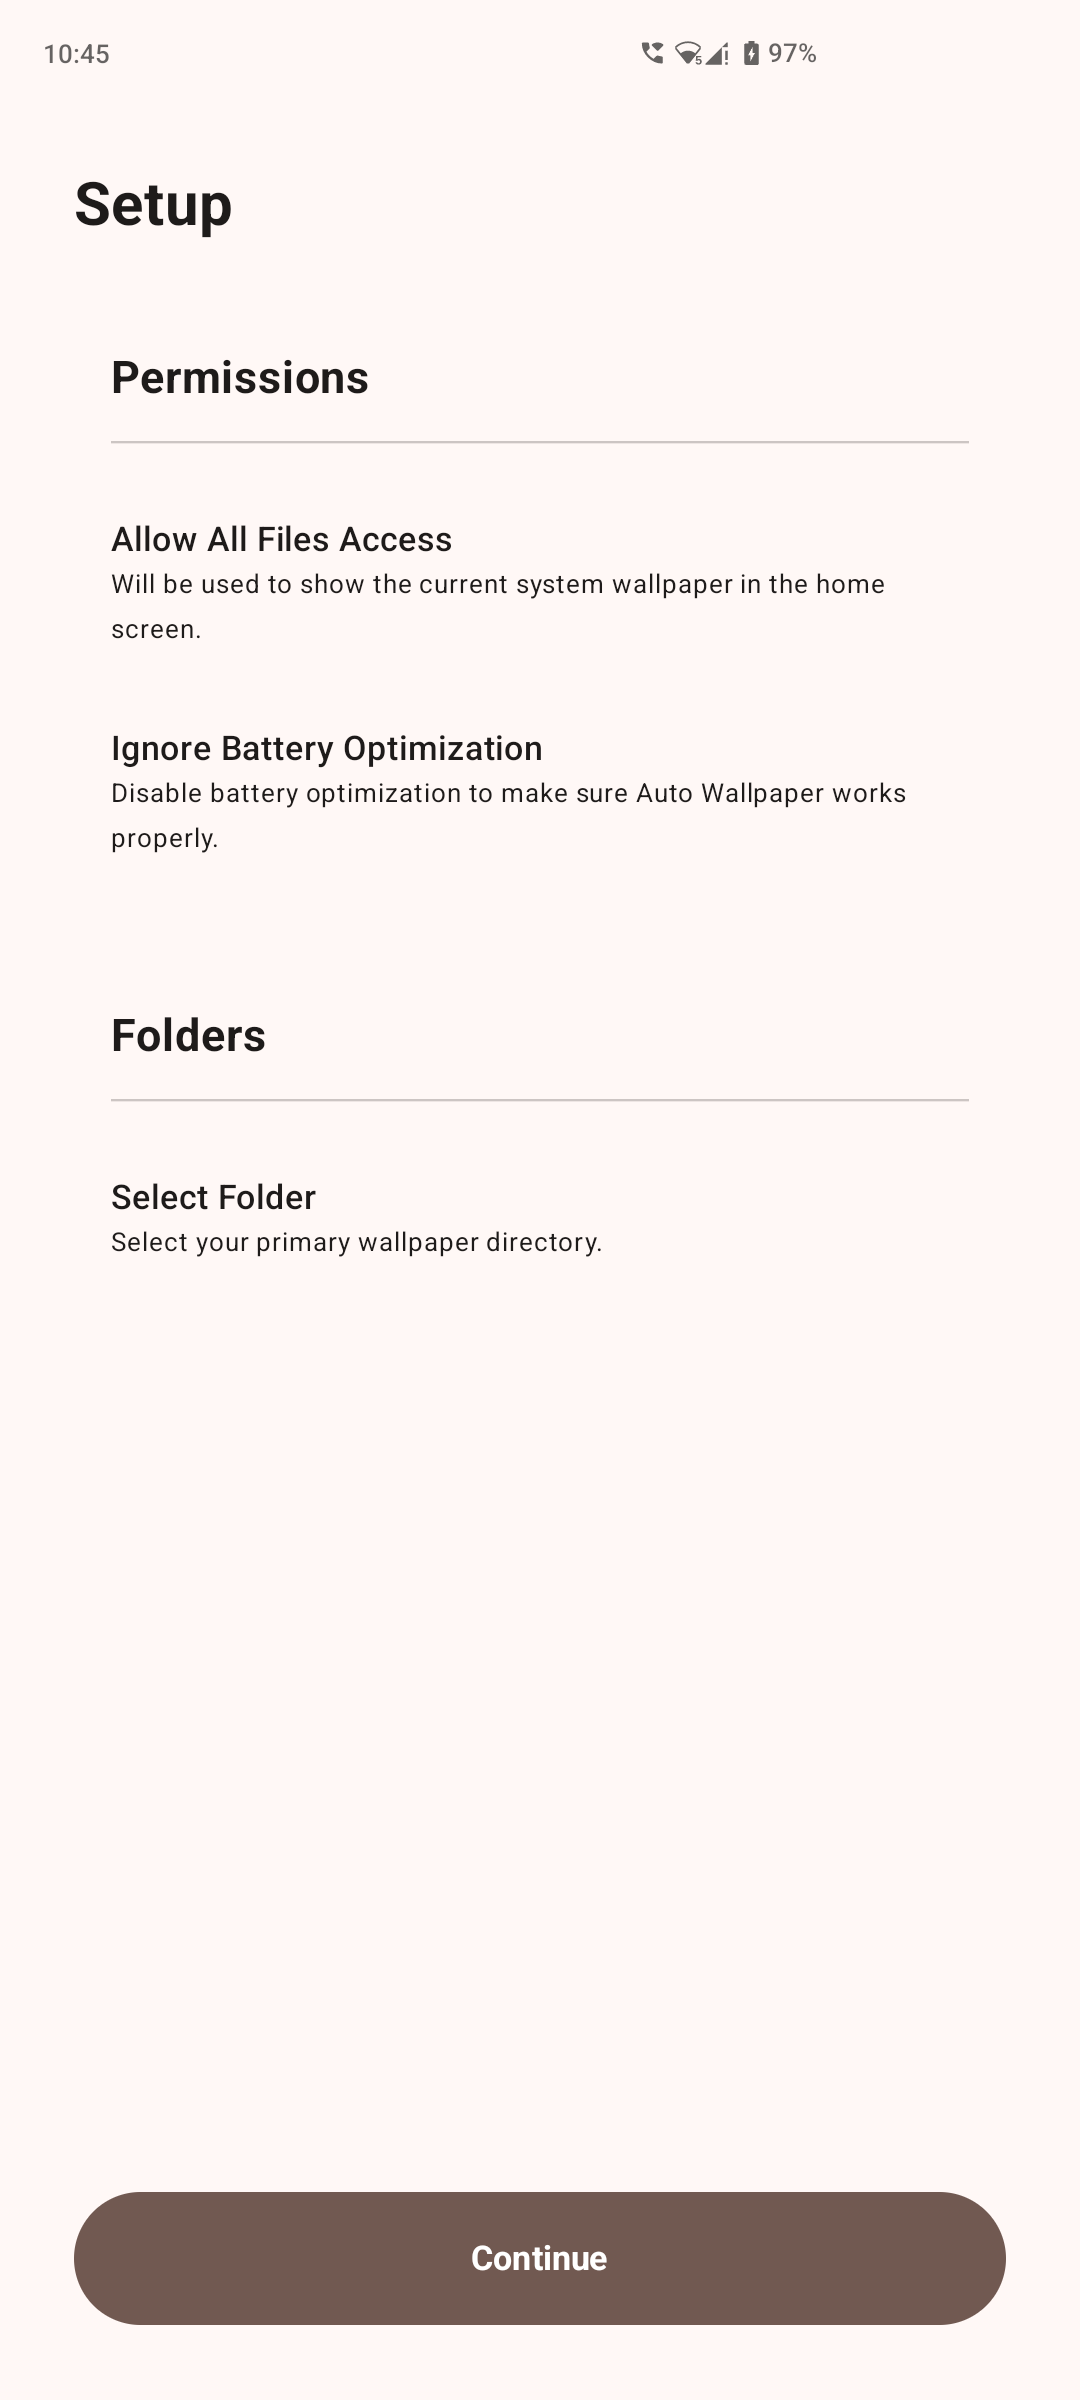 10:45
5 97%
Setup
Permissions
Allow All Files Access
Will be used to show the current system wallpaper in the home
screen.
Ignore Battery Optimization
Disable battery optimization to make sure Auto Wallpaper works
properly.
Folders
Select Folder
Select your primary wallpaper directory.
Continue